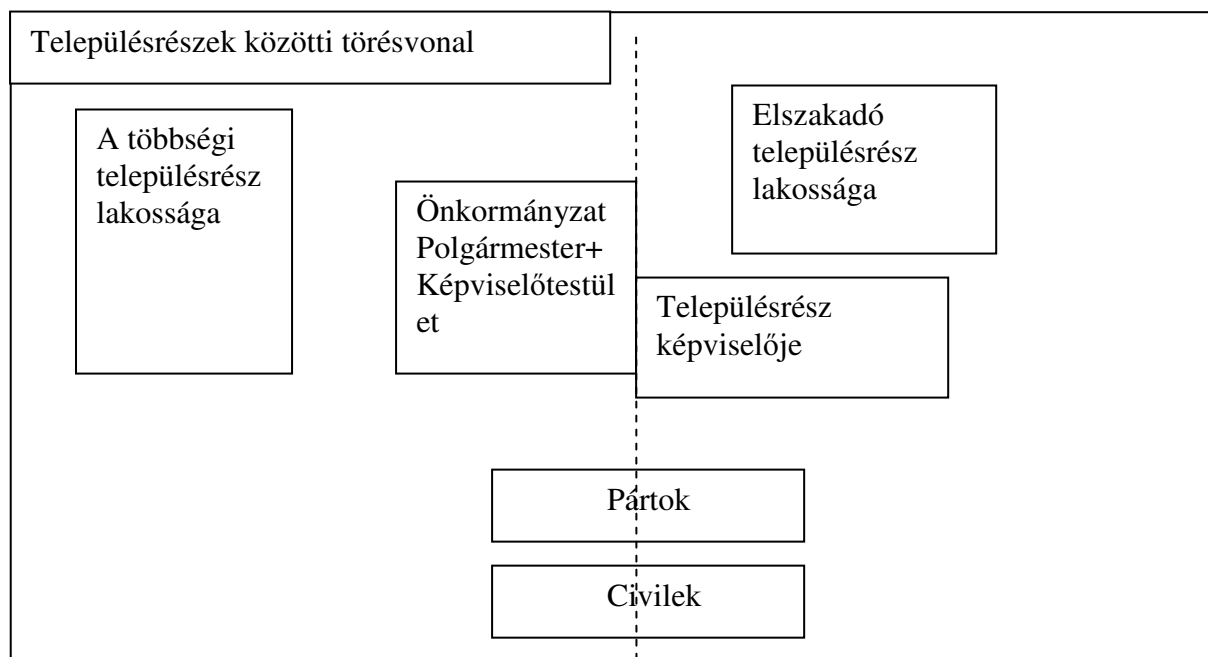 Településrészek közötti törésvonal
A többségi
településrész
lakossága
Önkormányzat
Polgármester+
Képviselőtestül
et
Elszakadó
településrész
lakossága
Településrész
képviselője
Pártok
Civilek